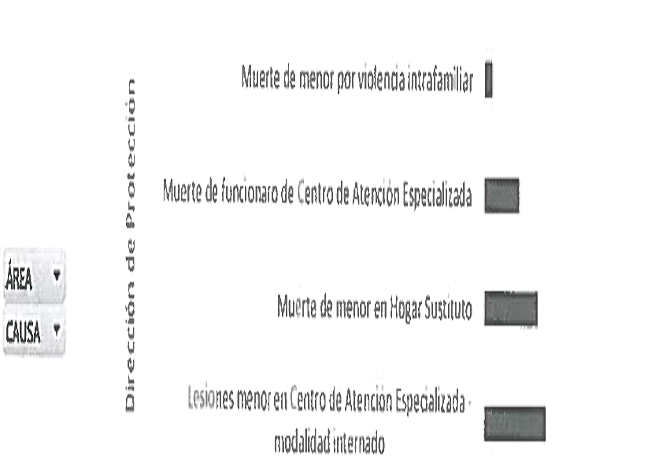 Muerte de menor por violencia intrafamiliar
Dirección de Protección
Muerte de funcionaro de Centro de Atención Especializada
ÁREA
Muerte de menor en Hogar Sustituto
CAUSA
Lesiones menor en Centro de Atención Especializada -
modalidad internado